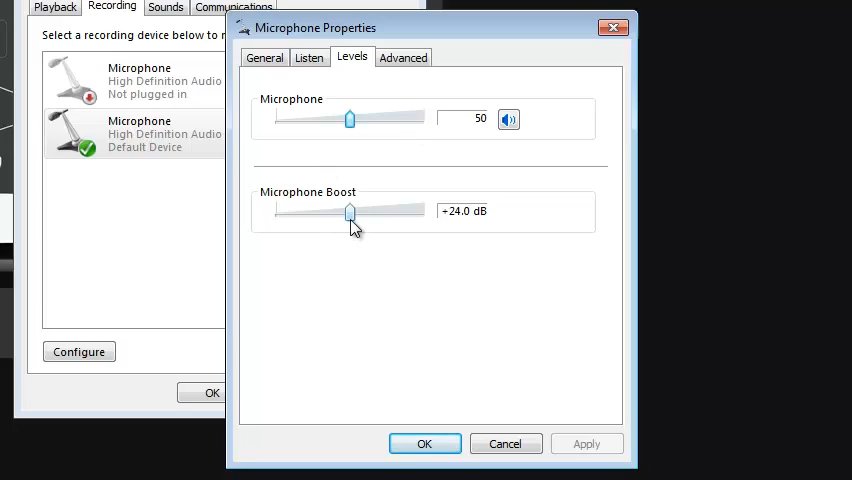 Playback Recording Sounds Communications
Select a recording device below to
Microphone
High Definition Audio
Not plugged in
Microphone
High Definition Audio
Default Device
Configure
OK
Microphone Properties
General Listen Levels Advanced
Microphone
50
Microphone Boost
+24.0 dB
OK Cancel Apply